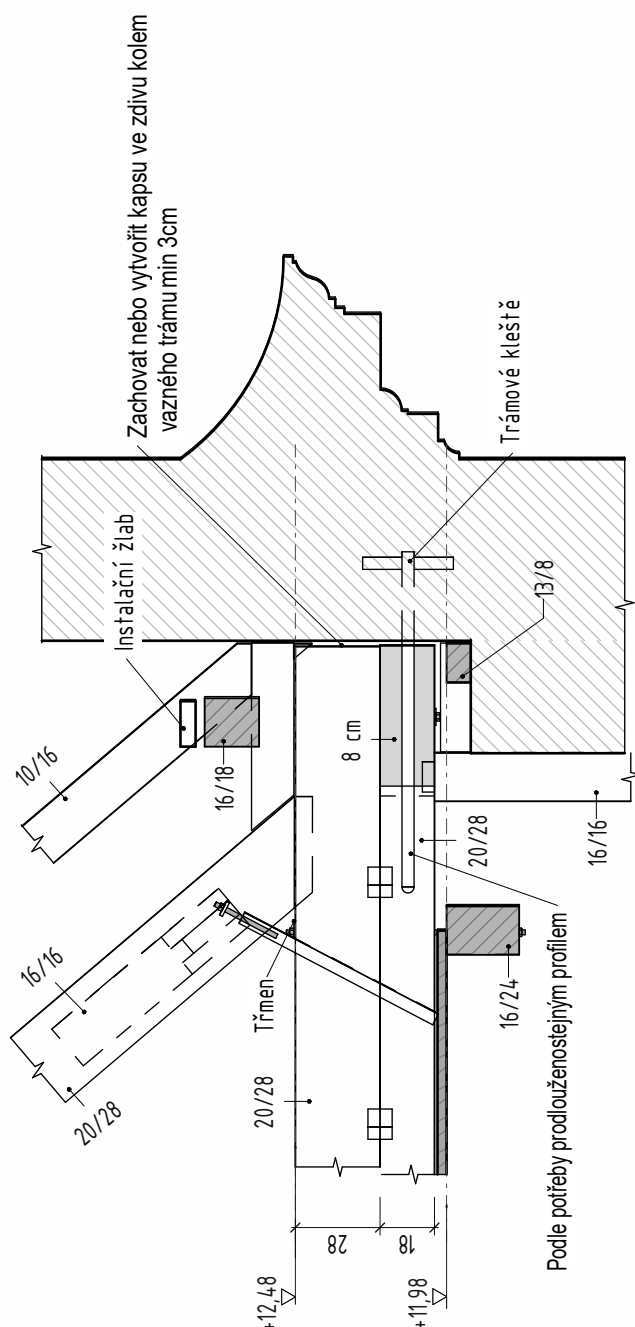 Zachovat nebo vytvořit kapsu ve zdivu kolem
vazného trámu min 3cm
Instalační žlab
10/16
16/18
16/16
20/28
Třmen
20/28
8 cm
Trámové kleště
13/8
20/28
16/16
16/24
Podle potřeby prodlouženostejným profilem
28
18
+12,48
+11,98